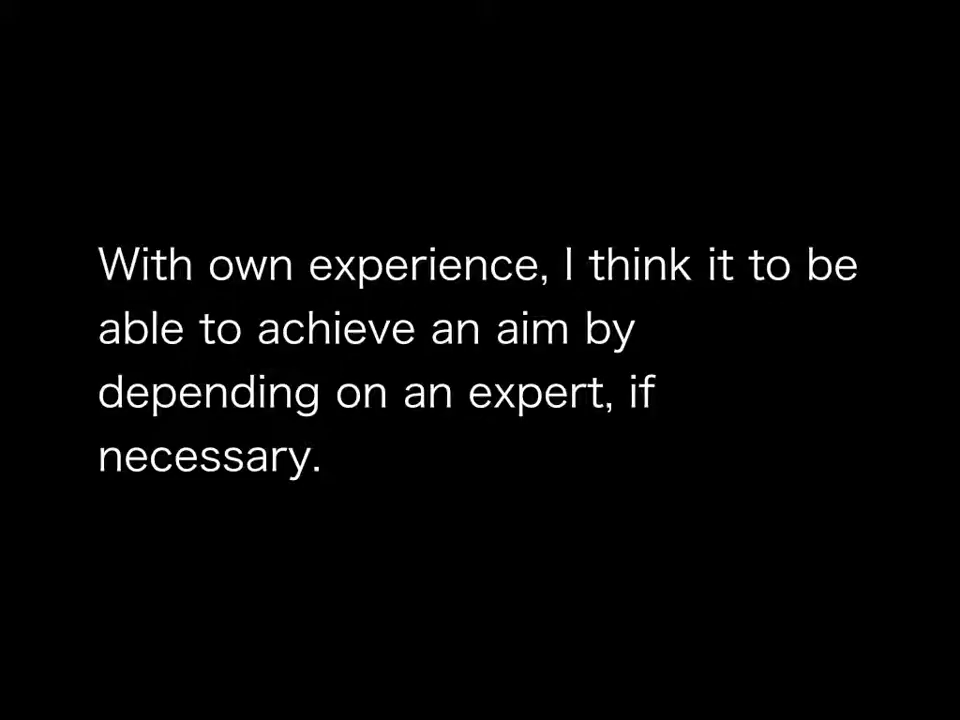 With own experience, I think it to be
able to achieve an aim by
depending on an expert, if
necessary.